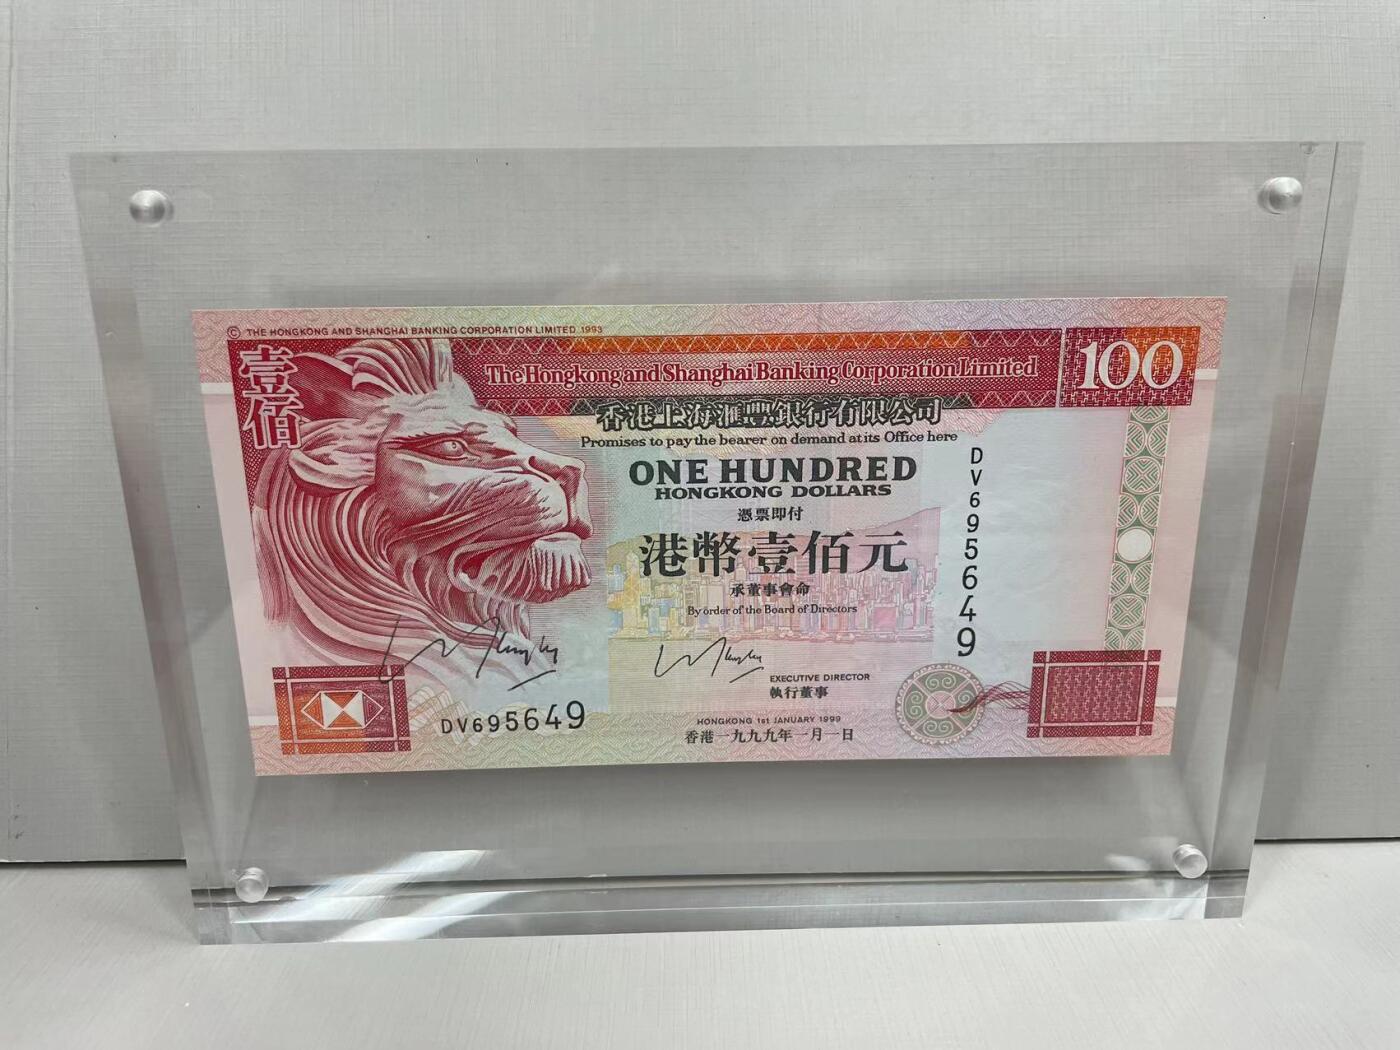 © THE HONGKONG AND SHANGHAI BANKING CORPORATION LIMITED 1993
壹佰
The Hongkong and Shanghai Banking Corporation Limited
100
香港上海滙豐銀行有限公司
Promises to pay the bearer on demand at its Office here
ONE HUNDRED
HONGKONG DOLLARS
憑票即付
港幣壹佰元
承董事會命
By order of the Board of Directors
DV695649
EXECUTIVE DIRECTOR
執行董事
DV695649
HONGKONG 1st JANUARY 1999
香港一九九九年一月一日